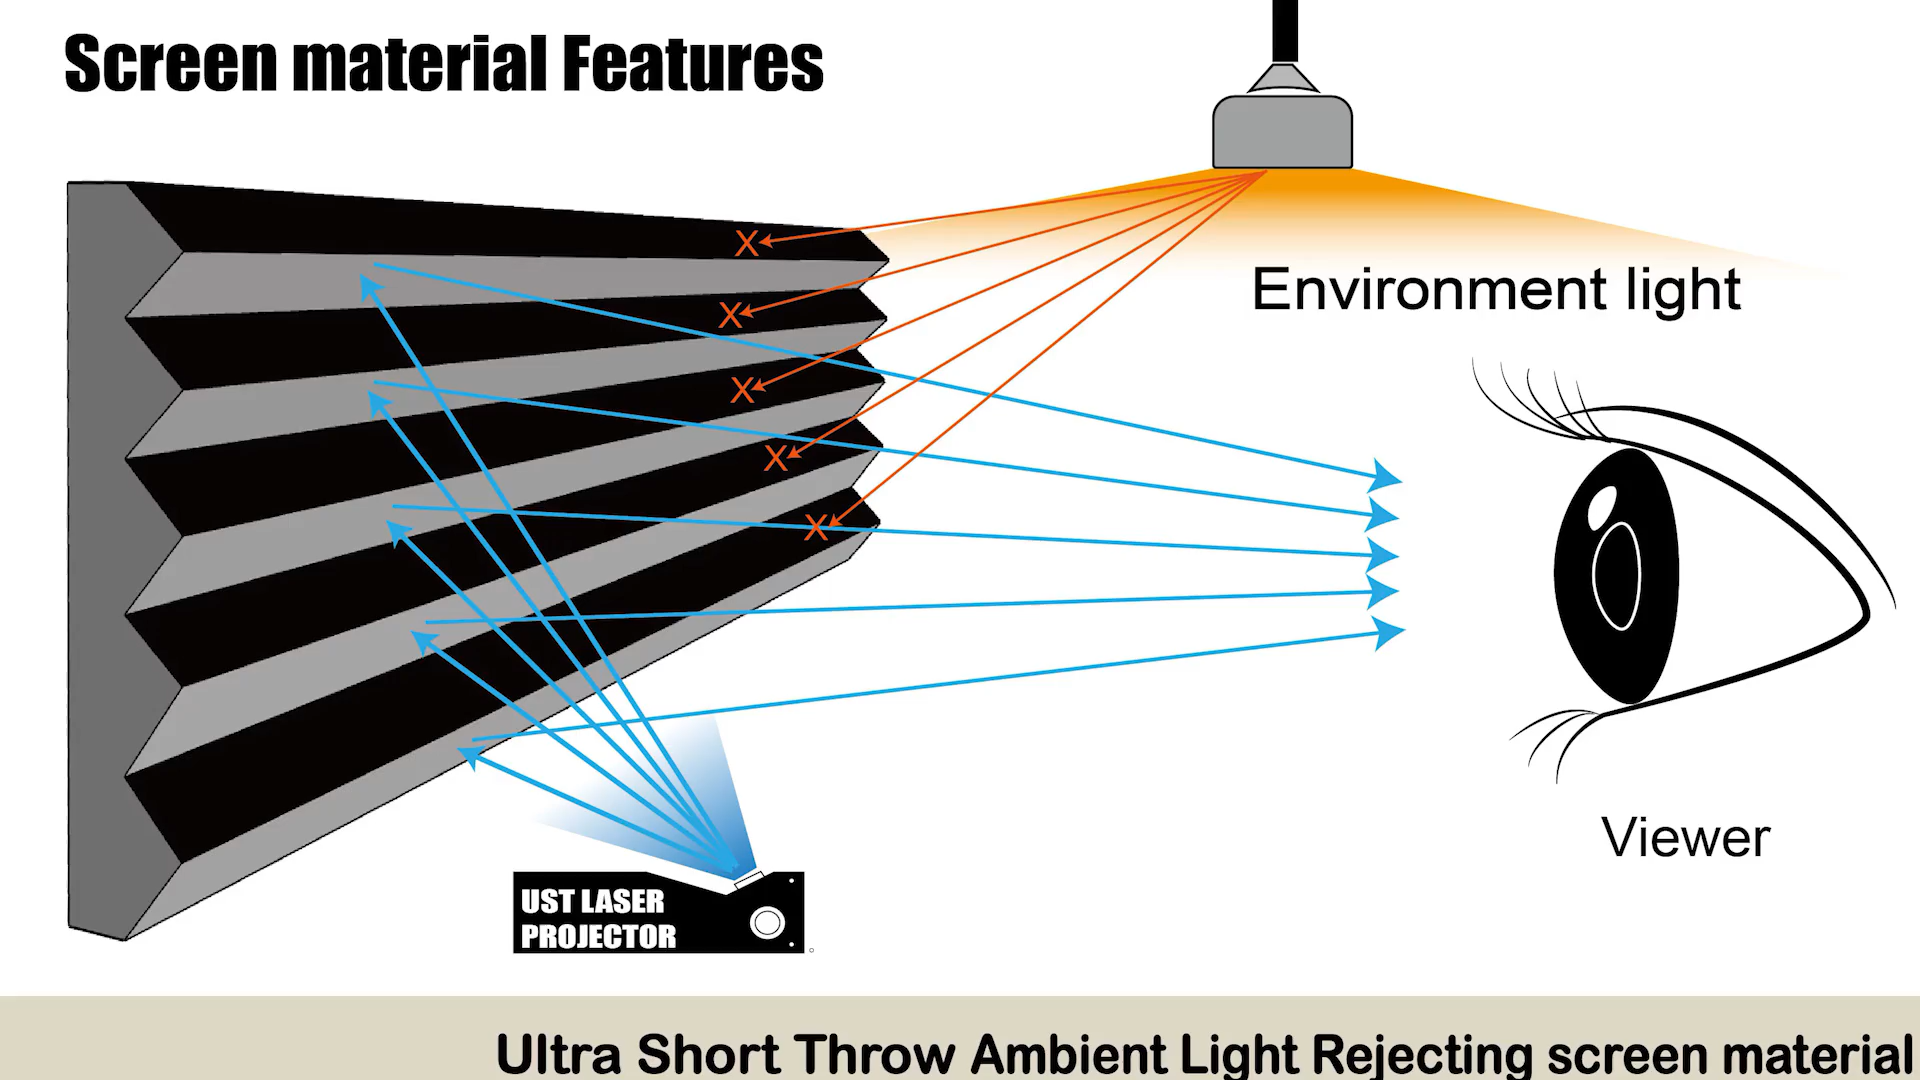 Screen material Features
X
X
X
X
X
Environment light
Viewer
UST LASER
PROJECTOR
Ultra Short Throw Ambient Light Rejecting screen material